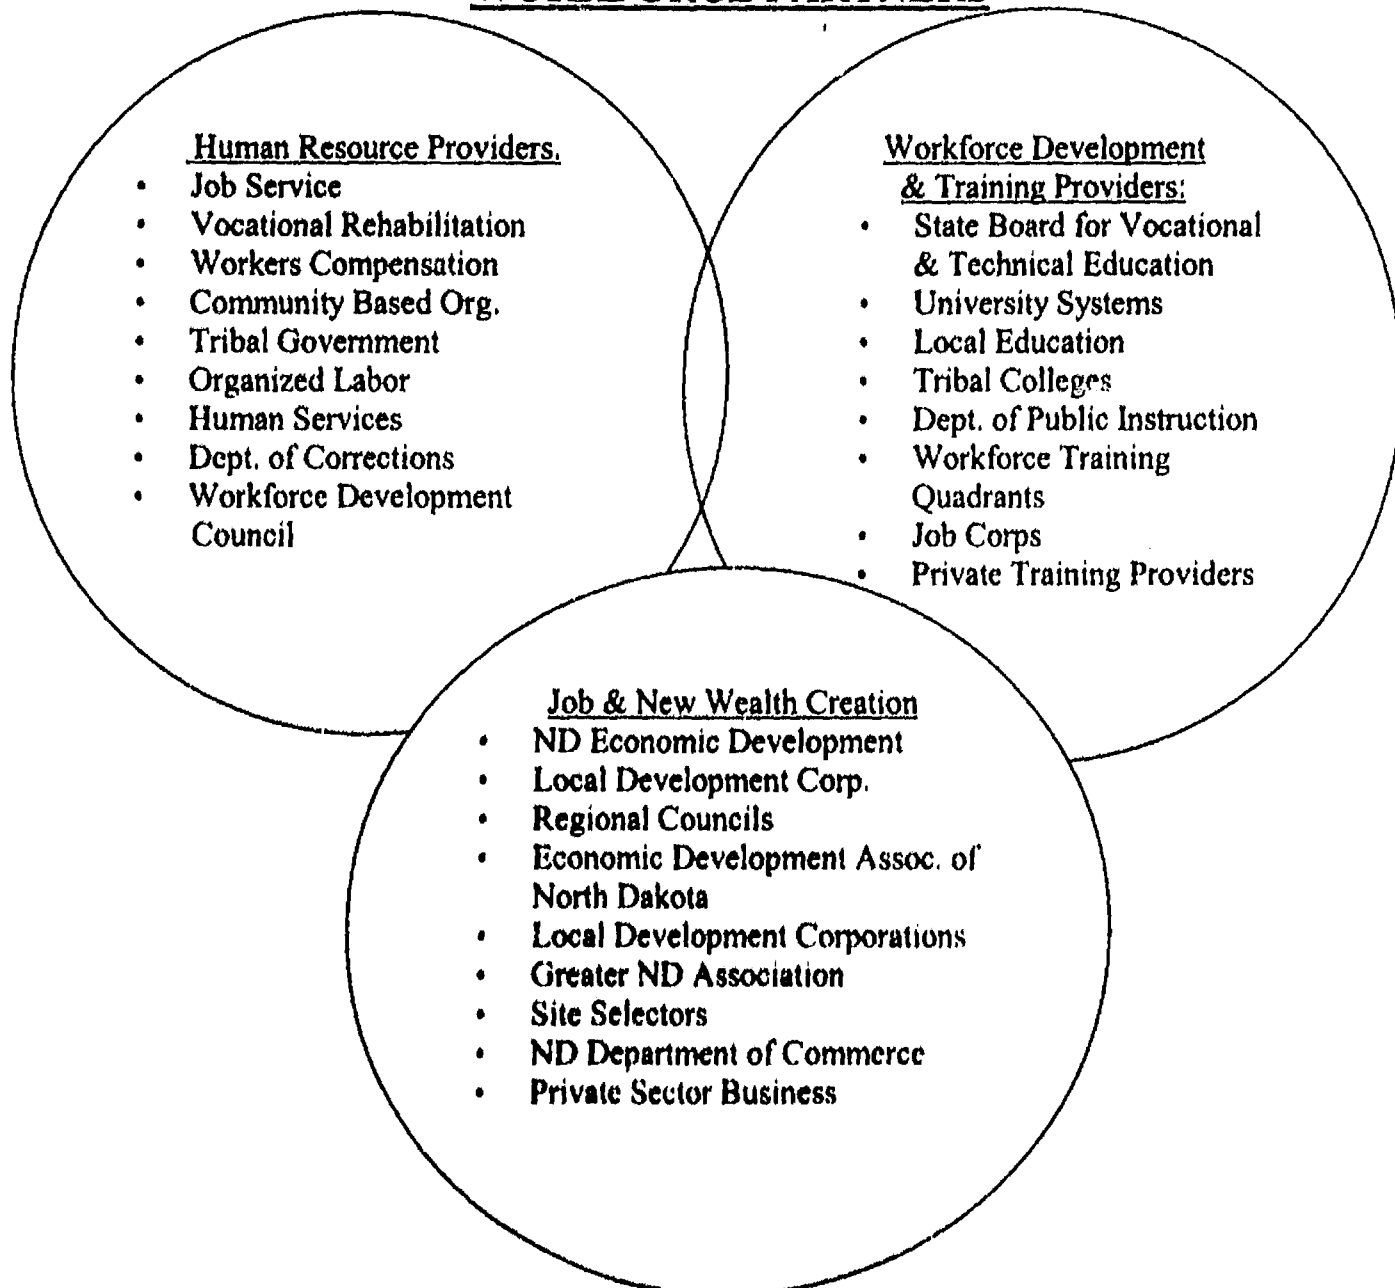 WORKFORCE PARTNERS
Human Resource Providers.
• Job Service
• Vocational Rehabilitation
• Workers Compensation
• Community Based Org.
• Tribal Government
• Organized Labor
• Human Services
• Dept. of Corrections
• Workforce Development
Council
Workforce Development
& Training Providers:
• State Board for Vocational
& Technical Education
• University Systems
• Local Education
• Tribal Colleges
• Dept. of Public Instruction
• Workforce Training
Quadrants
• Job Corps
• Private Training Providers
Job & New Wealth Creation
• ND Economic Development
• Local Development Corp.
• Regional Councils
• Economic Development Assoc. of
North Dakota
• Local Development Corporations
• Greater ND Association
• Site Selectors
• ND Department of Commerce
• Private Sector Business